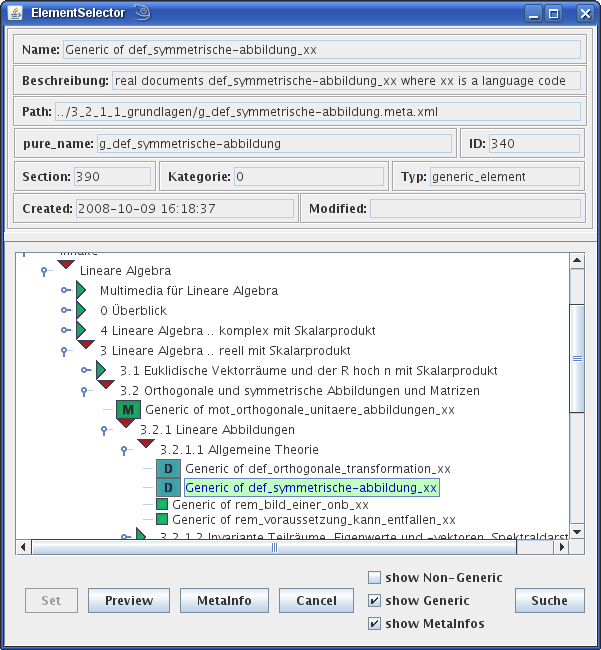 ElementSelector
Name: Generic of def_symmetrische-abbildung_xx
Beschreibung: real documents def_symmetrische-abbildung_xx where xx is a language code
Path: ../3_2_1_1_grundlagen/g_def_symmetrische-abbildung.meta.xml
pure_name: g_def_symmetrische-abbildung ID: 340
Section: 390 Kategorie: 0 Typ: generic_element
Created: 2008-10-09 16:18:37 Modified:
Lineare Algebra
Multimedia für Lineare Algebra
0 Überblick
4 Lineare Algebra .. komplex mit Skalarprodukt
3 Lineare Algebra .. reell mit Skalarprodukt
3.1 Euklidische Vektorräume und der R hoch n mit Skalarprodukt
3.2 Orthogonale und symmetrische Abbildungen und Matrizen
M Generic of mot_orthogonale_unitaere_abbildungen_xx
3.2.1 Lineare Abbildungen
3.2.1.1 Allgemeine Theorie
D Generic of def_orthogonale_transformation_xx
D Generic of def_symmetrische-abbildung_xx
Generic of rem_bild_einer_onb_xx
Generic of rem_voraussetzung_kann_entfallen_xx
3.2.1.2 Invariante Teilräume, Eigenwerte und -vektoren, Spektraldarst
show Non-Generic
Set Preview MetaInfo Cancel show Generic Suche
show MetaInfos